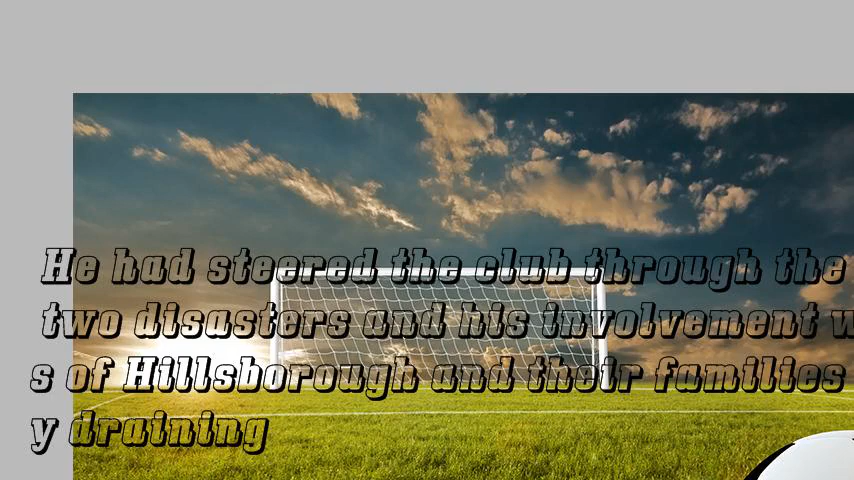 He had steered the club through the
two disasters and his involvement w
s of Hillsborough and their families
y draining